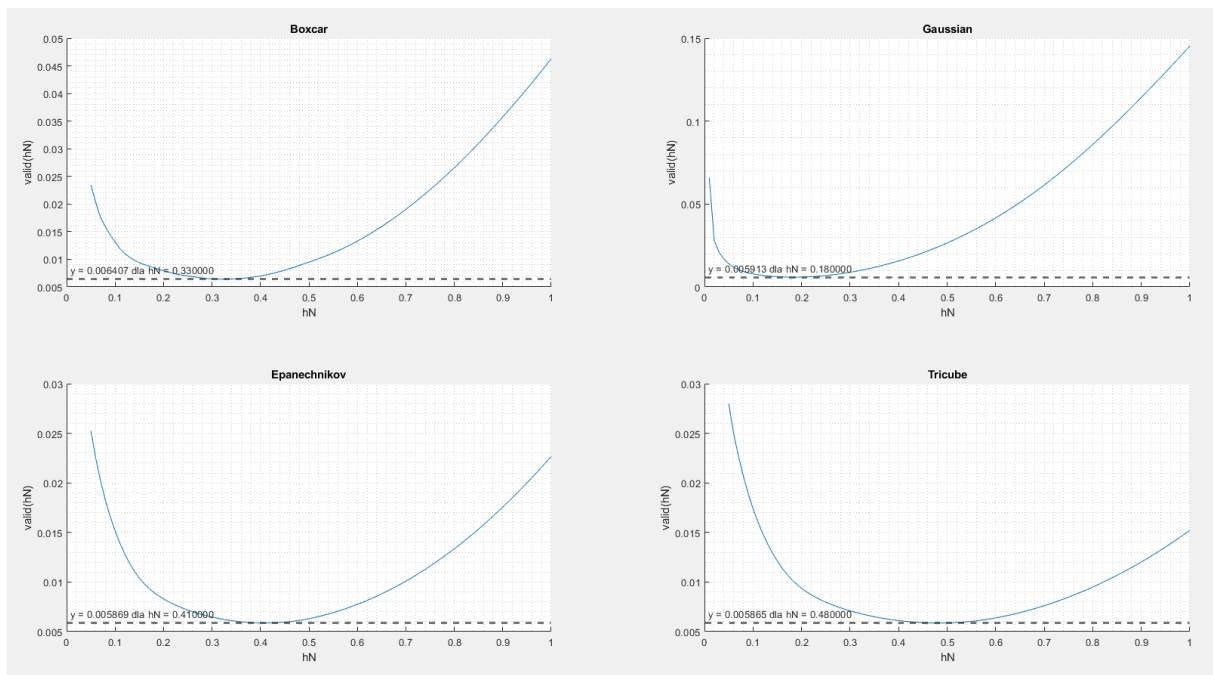 Boxcar
0.05
0.045
0.04
0.035
0.03
0.025
0.02
0.015
0.01
0.005
valid(hN)
y = 0.006407 dla hN = 0.330000
0 0.1 0.2 0.3 0.4 0.5 0.6 0.7 0.8 0.9 1
hN
Gaussian
0.15
0.1
0.05
0
valid(hN)
y = 0.005913 dla hN = 0.180000
0 0.1 0.2 0.3 0.4 0.5 0.6 0.7 0.8 0.9 1
hN
Epanechnikov
0.03
0.025
0.02
0.015
0.01
0.005
valid(hN)
y = 0.005869 dla hN = 0.410000
0 0.1 0.2 0.3 0.4 0.5 0.6 0.7 0.8 0.9 1
hN
Tricube
0.03
0.025
0.02
0.015
0.01
0.005
valid(hN)
y = 0.005865 dla hN = 0.480000
0 0.1 0.2 0.3 0.4 0.5 0.6 0.7 0.8 0.9 1
hN